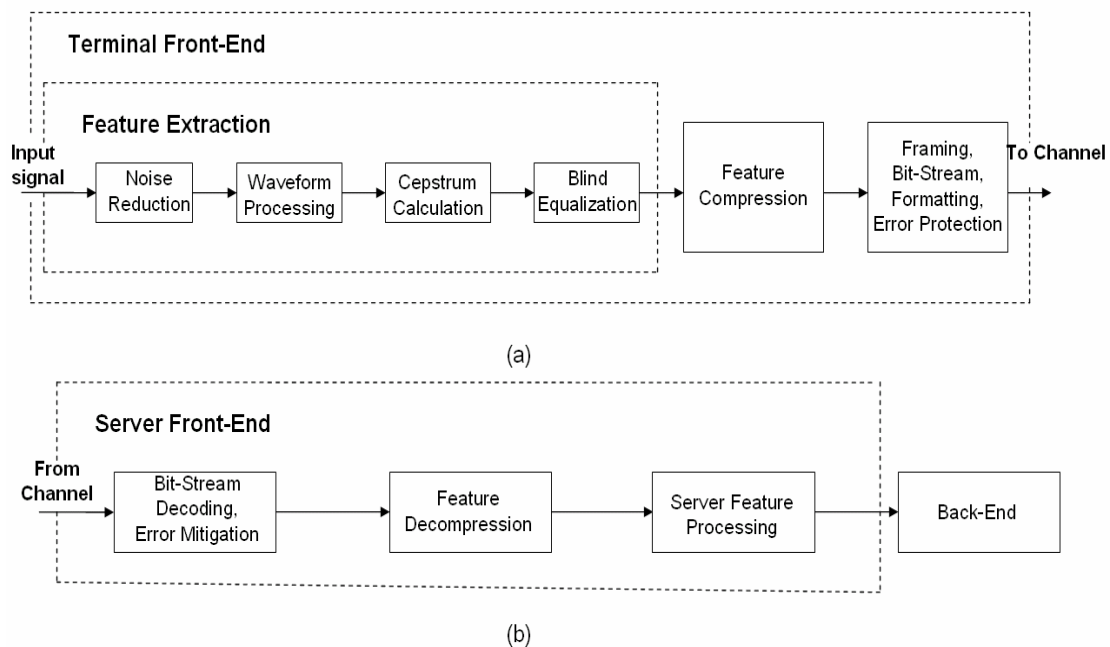 Terminal Front-End
Feature Extraction
Input
signal
Noise
Reduction
Waveform
Processing
Cepstrum
Calculation
Blind
Equalization
Feature
Compression
Framing,
Bit-Stream,
Formatting,
Error Protection
To Channel
(a)
Server Front-End
From
Channel
Bit-Stream
Decoding,
Error Mitigation
Feature
Decompression
Server Feature
Processing
Back-End
(b)